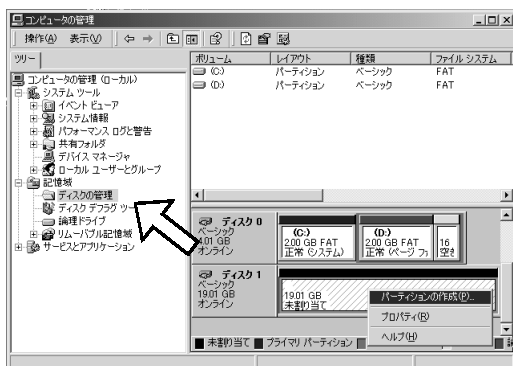 コンピュータの管理
操作(A) 表示(V)
ツリー
コンピュータの管理 (ローカル)
システム ツール
イベント ビューア
システム情報
パフォーマンス ログと警告
共有フォルダ
デバイス マネージャ
ローカル ユーザーとグループ
記憶域
ディスクの管理
ディスク デフラグ ツー
論理ドライブ
リムーバブル記憶域
サービスとアプリケーション
ボリューム レイアウト 種類 ファイル システム
(C:) パーティション ベーシック FAT
(D:) パーティション ベーシック FAT
ディスク 0
ベーシック
4.01 GB
オンライン
(C:)
2.00 GB FAT
正常 (システム)
(D:)
2.00 GB FAT
正常 (ページ フ
16
空き
ディスク 1
ベーシック
19.01 GB
オンライン
19.01 GB
未割り当て
パーティションの作成(P)...
プロパティ(R)
ヘルプ(H)
未割り当て プライマリ パーティション